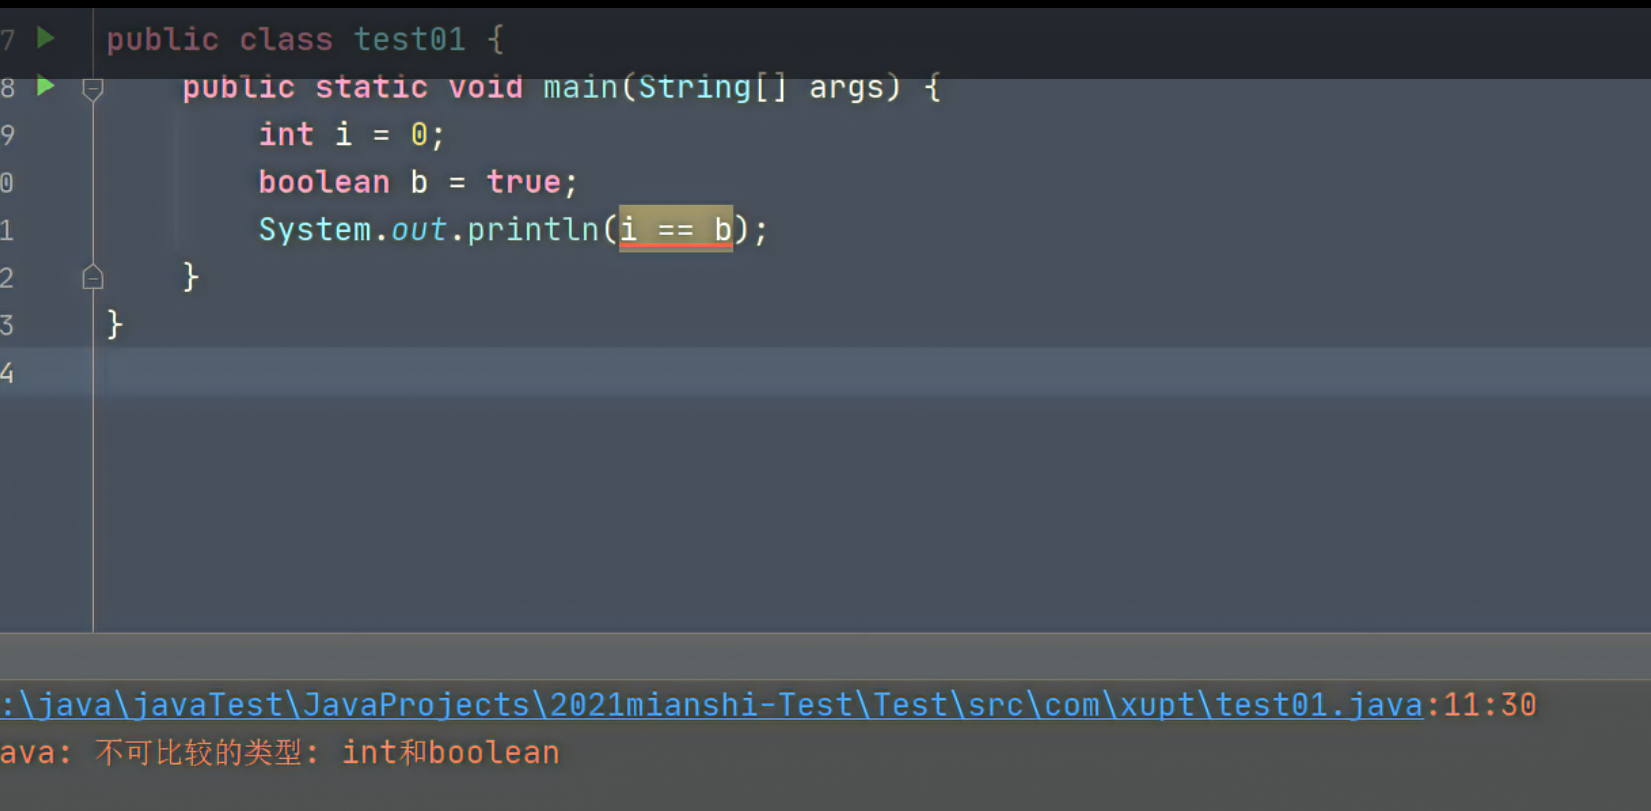 7 public class test01 {
8 public static void main(String[] args) {
9 int i = 0;
0 boolean b = true;
1 System.out.println(i == b);
2 }
3 }
4
:\java\javaTest\JavaProjects\2021mianshi-Test\Test\src\com\xupt\test01.java:11:30
ava: 不可比较的类型: int和boolean